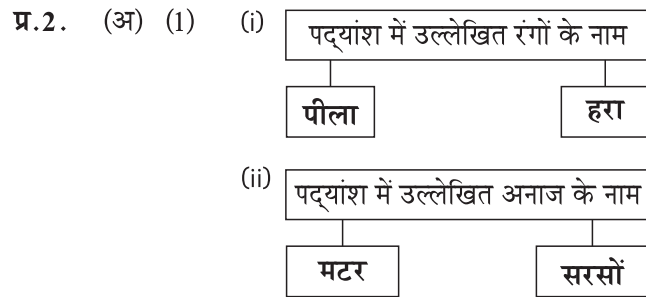 प्र.2. (अ) (1) (i) पद्यांश में उल्लेखित रंगों के नाम
पीला हरा
(ii) पद्यांश में उल्लेखित अनाज के नाम
मटर सरसों